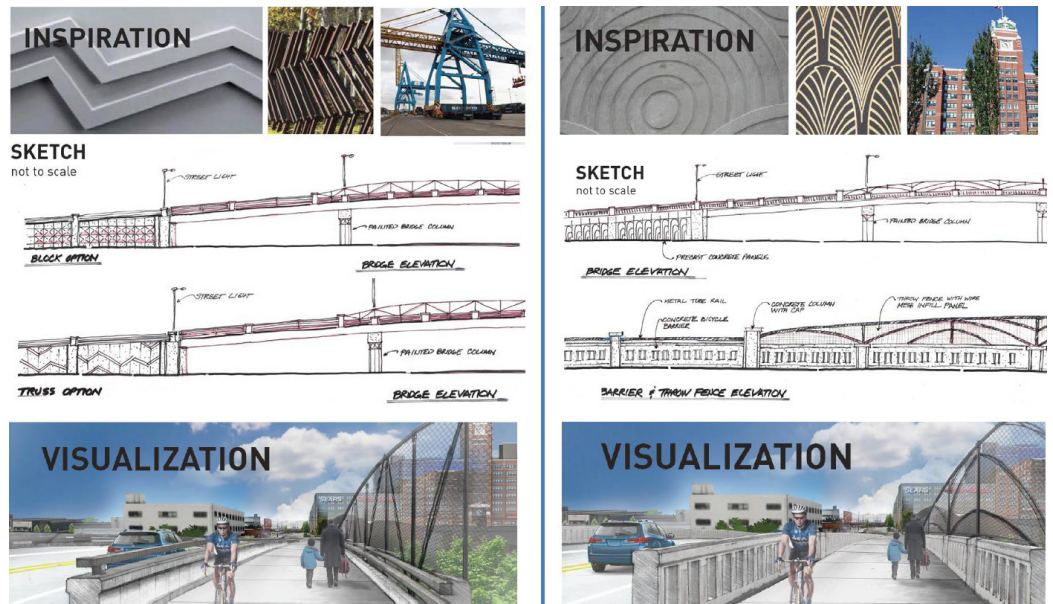 INSPIRATION
SKETCH
not to scale
STREET LIGHT
PAINTED BRIDGE COLUMN
BLOCK OPTION
BRIDGE ELEVATION
STREET LIGHT
PAINTED BRIDGE COLUMN
TRUSS OPTION
BRIDGE ELEVATION
VISUALIZATION
SEARS
INSPIRATION
SKETCH
not to scale
STREET LIGHT
PAINTED BRIDGE COLUMN
PRECAST CONCRETE PANELS
BRIDGE ELEVATION
METAL TUBE RAIL
CONCRETE BICYCLE
BARRIER
CONCRETE COLUMN
WITH CAP
THROW FENCE WITH WIRE
MESH INFILL PANEL
BARRIER & THROW FENCE ELEVATION
VISUALIZATION
SEARS